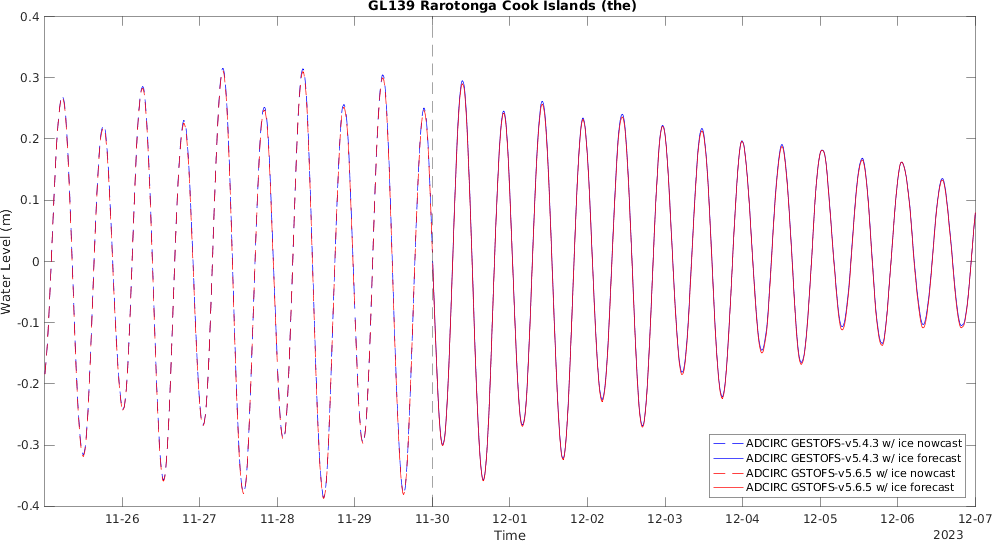 GL139 Rarotonga Cook Islands (the)
Water Level (m)
0.4
0.3
0.2
0.1
0
-0.1
-0.2
-0.3
-0.4
ADCIRC GESTOFS-v5.4.3 w/ ice nowcast
ADCIRC GESTOFS-v5.4.3 w/ ice forecast
ADCIRC GSTOFS-v5.6.5 w/ ice nowcast
ADCIRC GSTOFS-v5.6.5 w/ ice forecast
11-26 11-27 11-28 11-29 11-30 12-01 12-02 12-03 12-04 12-05 12-06 12-07
Time
2023